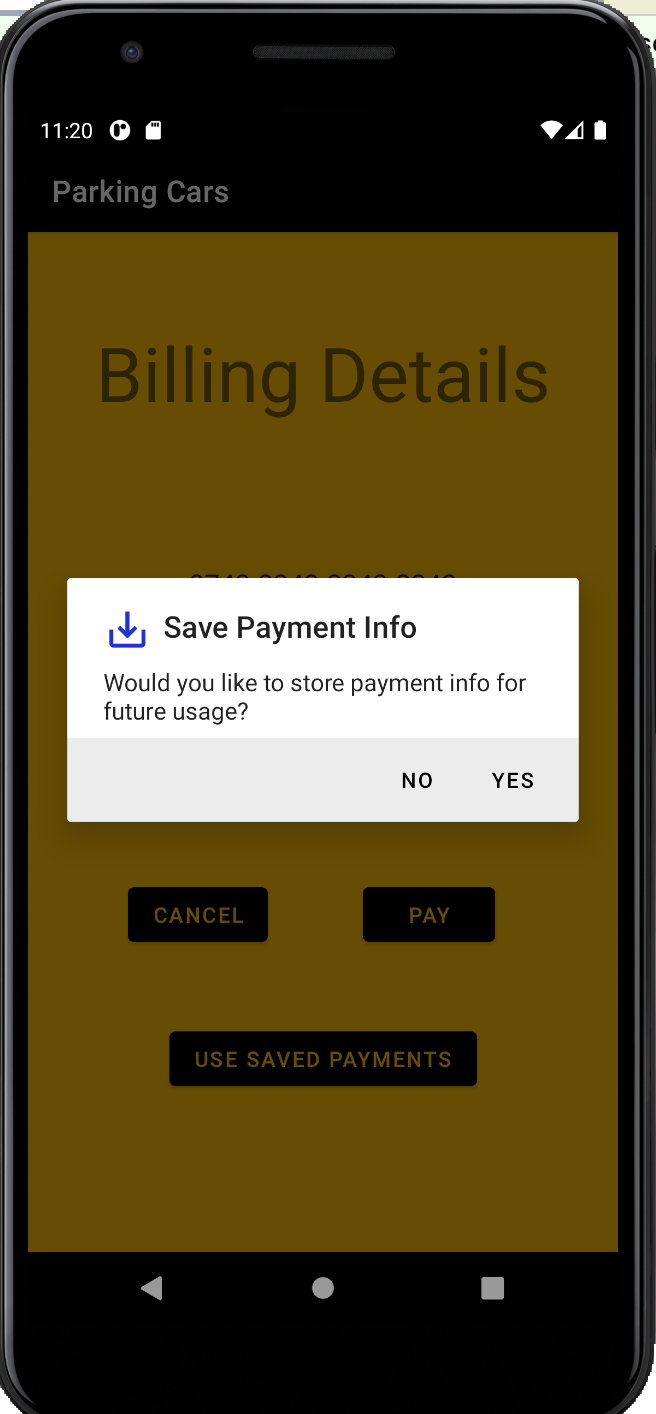 11:20
Parking Cars
Billing Details
Save Payment Info
Would you like to store payment info for
future usage?
NO YES
CANCEL PAY
USE SAVED PAYMENTS